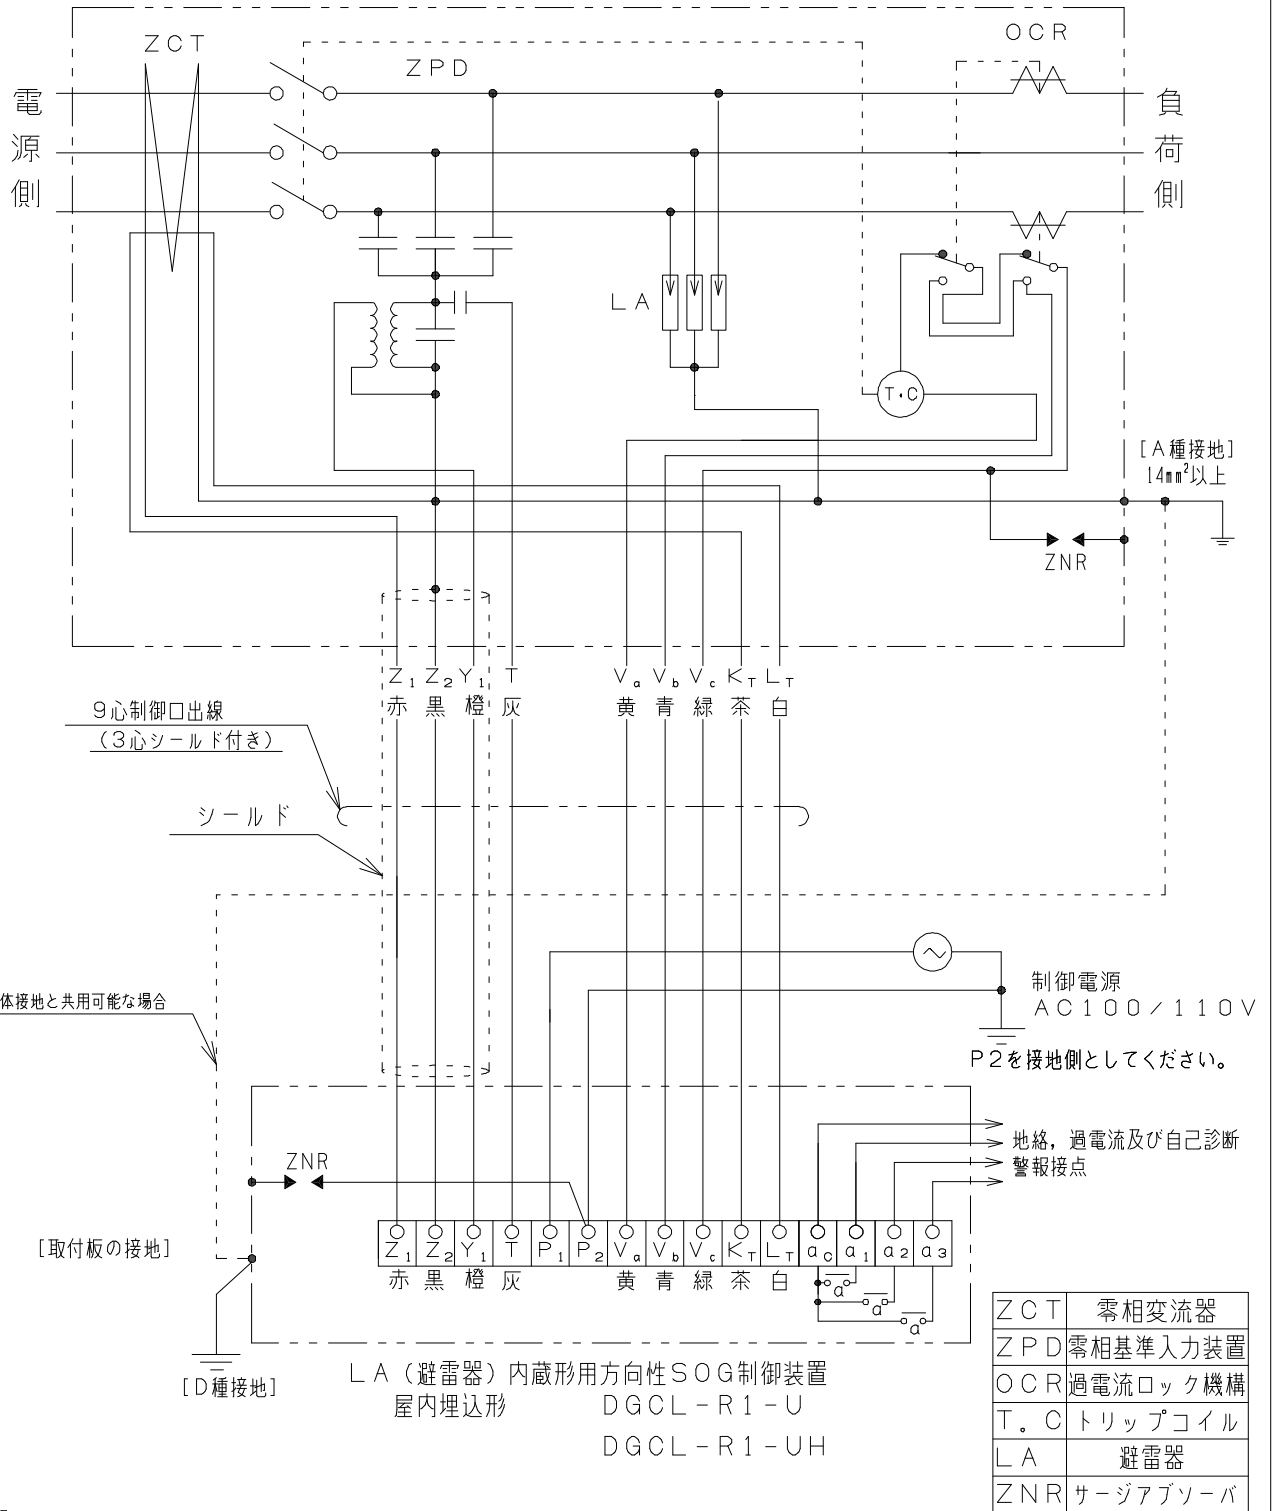 ZCT
ZPD
OCR
電源側
負荷側
LA
T・C
[A種接地]
14mm²以上
ZNR
Z₁ Z₂ Y₁ T Vₐ V_b V_c K_T L_T
赤 黒 橙 灰 黄 青 緑 茶 白
9心制御口出線
(3心シールド付き)
シールド
体接地と共用可能な場合
制御電源
AC100/110V
P2を接地側としてください。
地絡,過電流及び自己診断
警報接点
ZNR
[取付板の接地]
Z₁ Z₂ Y₁ T P₁ P₂ Vₐ V_b V_c K_T L_T a_c a₁ a₂ a₃
赤 黒 橙 灰 黄 青 緑 茶 白
a
a
a
[D種接地]
LA(避雷器)内蔵形用方向性SOG制御装置
屋内埋込形 DGCL-R1-U
DGCL-R1-UH
ZCT 零相変流器
ZPD 零相基準入力装置
OCR 過電流ロック機構
T。C トリップコイル
LA 避雷器
ZNR サージアブソーバ